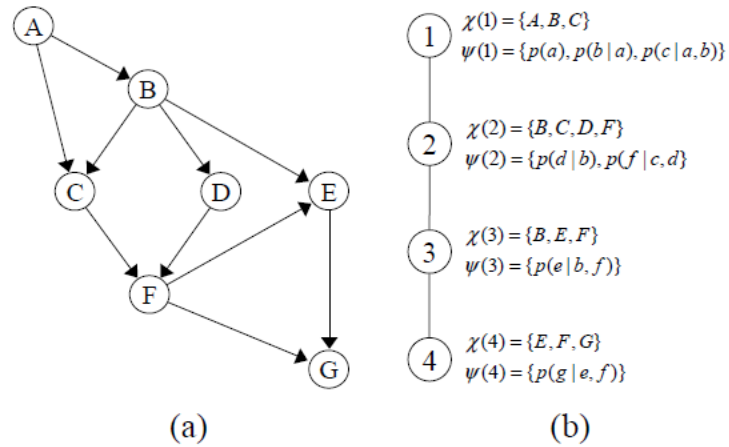 A
B
C
D
E
F
G
(a)
1
χ(1) = {A, B, C}
ψ(1) = {p(a), p(b | a), p(c | a, b)}
2
χ(2) = {B, C, D, F}
ψ(2) = {p(d | b), p(f | c, d}
3
χ(3) = {B, E, F}
ψ(3) = {p(e | b, f)}
4
χ(4) = {E, F, G}
ψ(4) = {p(g | e, f)}
(b)